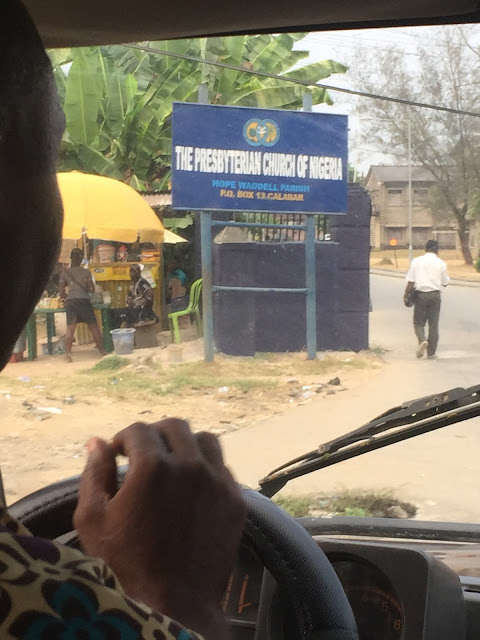 THE PRESBYTERIAN CHURCH OF NIGERIA
HOPE WADDELL PARISH
P.O. BOX 13 CALABAR